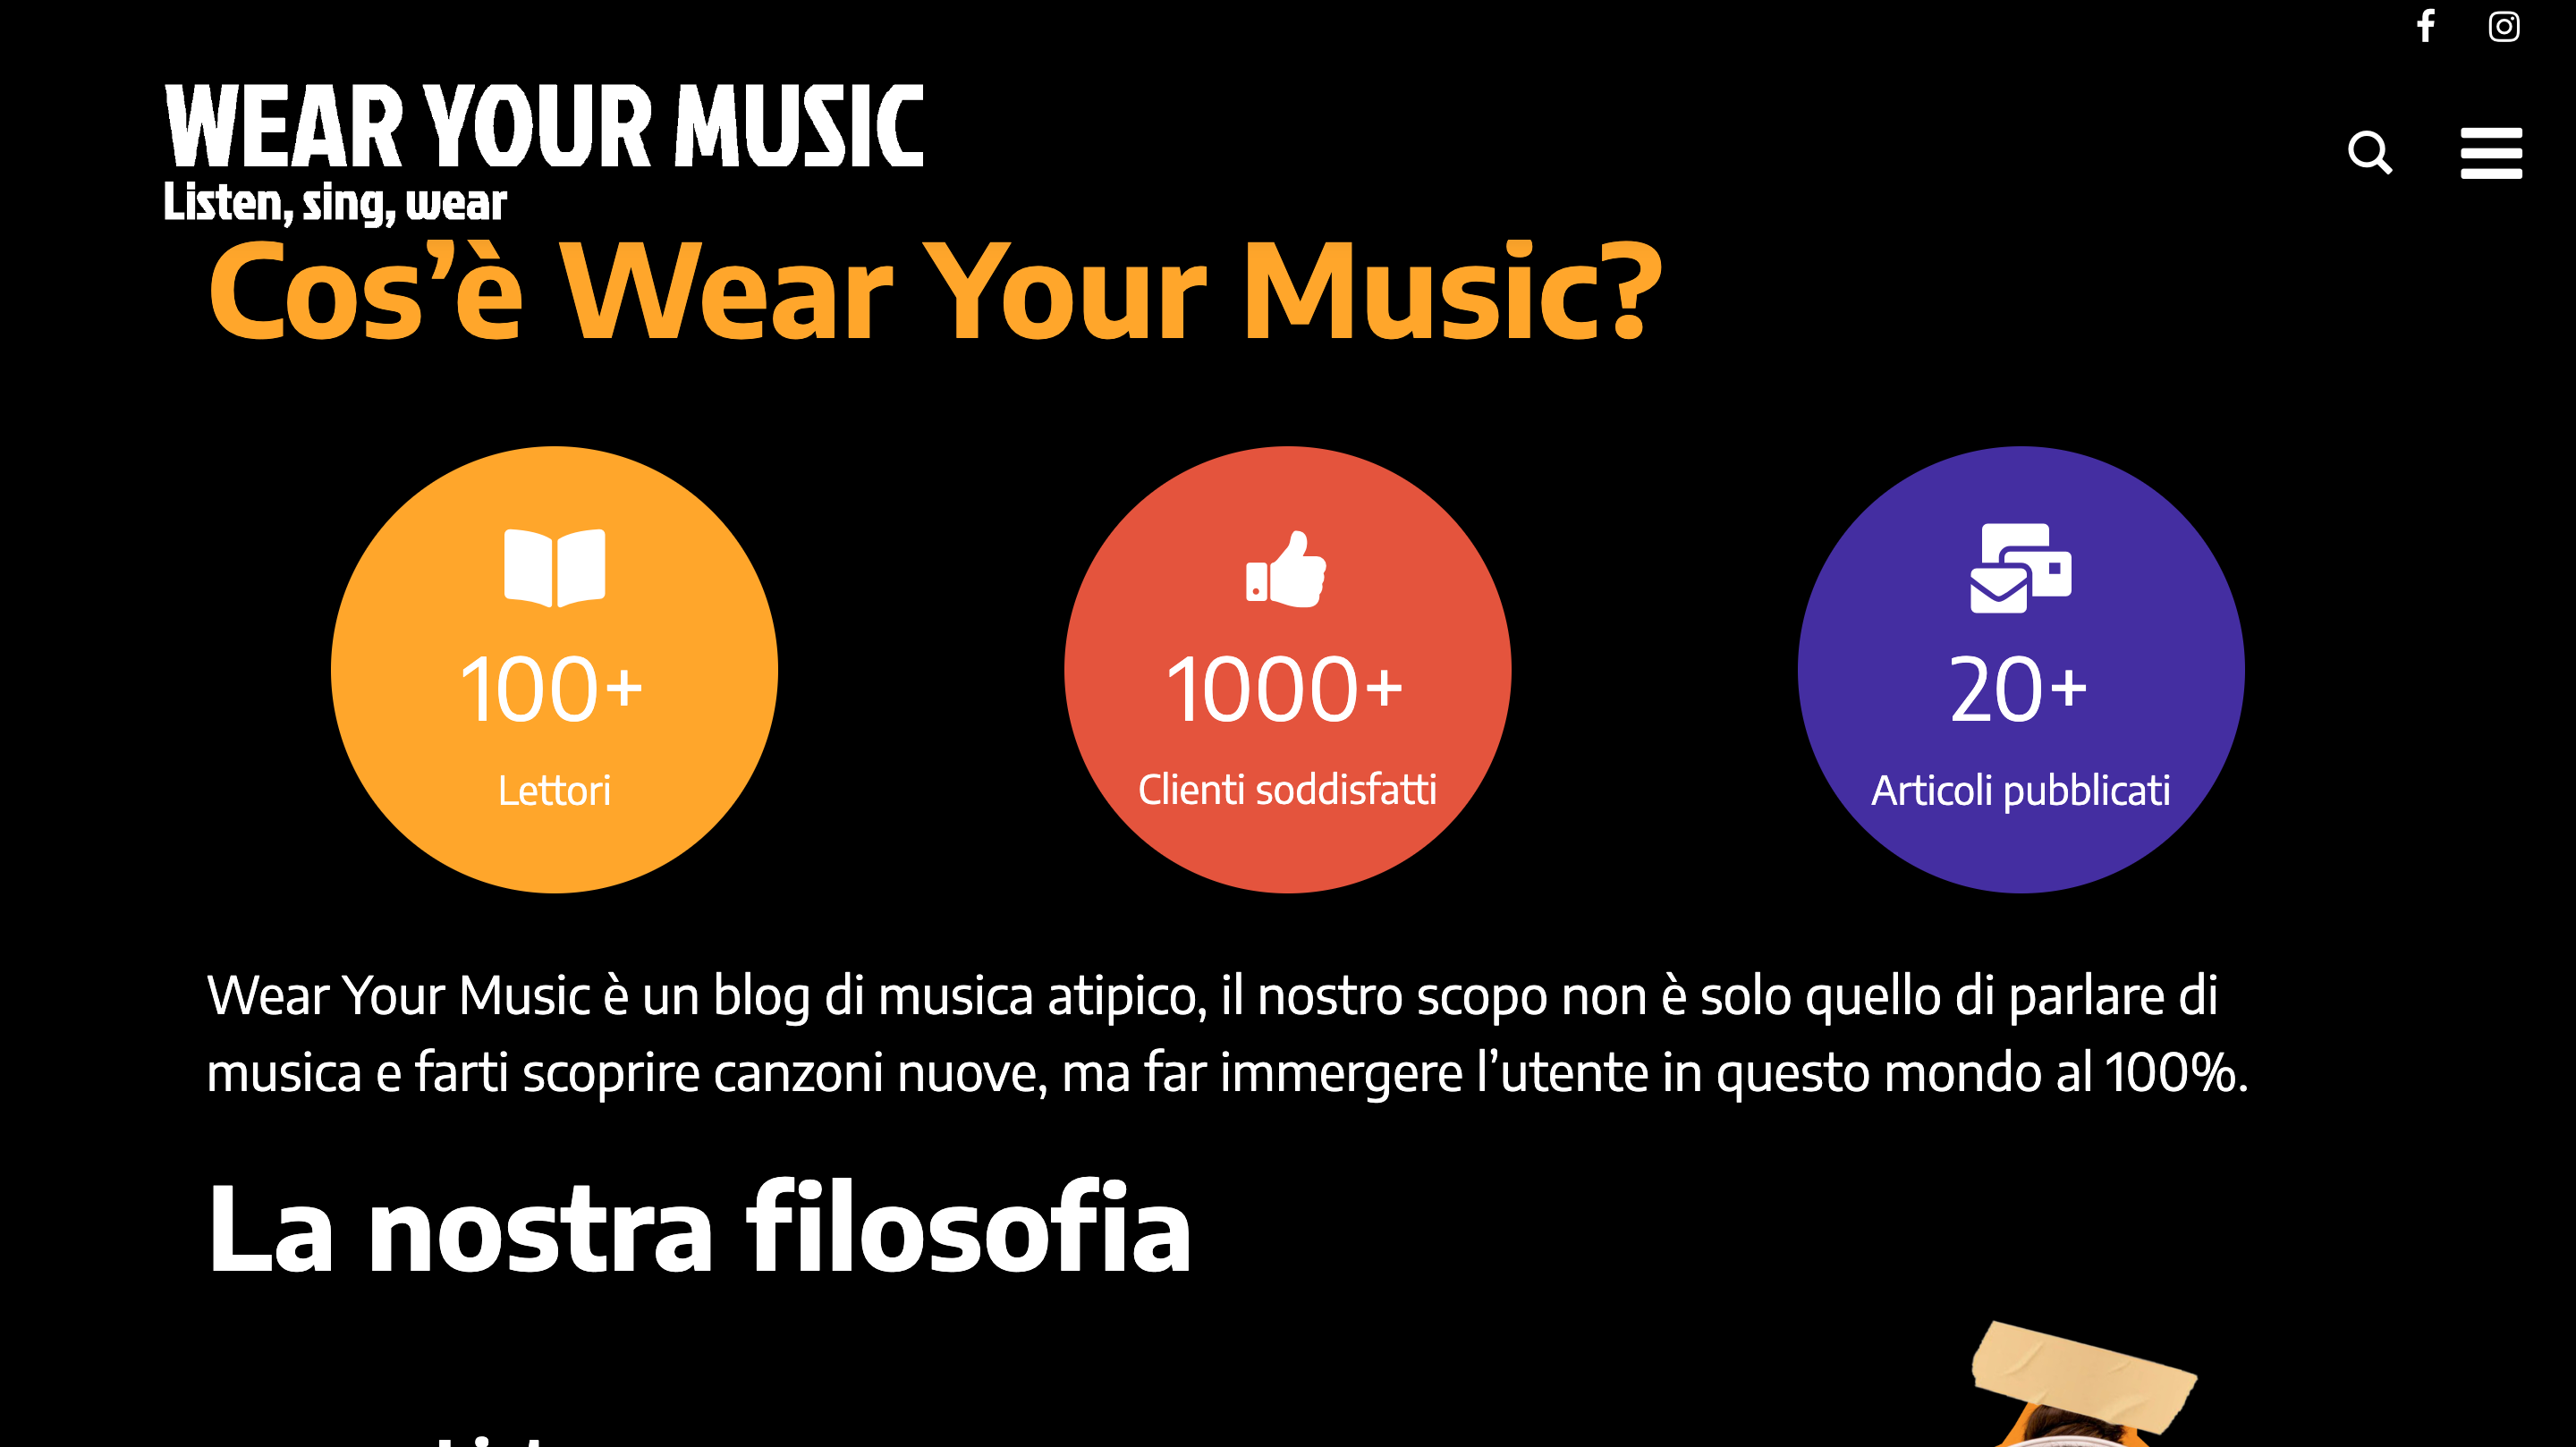 WEAR YOUR MUSIC
Listen, sing, wear
Cos’è Wear Your Music?
100+
Lettori
1000+
Clienti soddisfatti
20+
Articoli pubblicati
Wear Your Music è un blog di musica atipico, il nostro scopo non è solo quello di parlare di
musica e farti scoprire canzoni nuove, ma far immergere l’utente in questo mondo al 100%.
La nostra filosofia